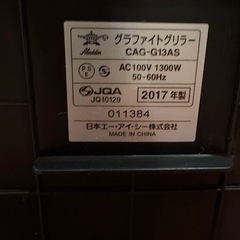 Aladdin
グラファイトグリラー
CAG-G13AS
PSE
AC100V 1300W
50-60Hz
JQA
JQ10129
2017年製
011384
日本エー・アイ・シー株式会社
MADE IN CHINA